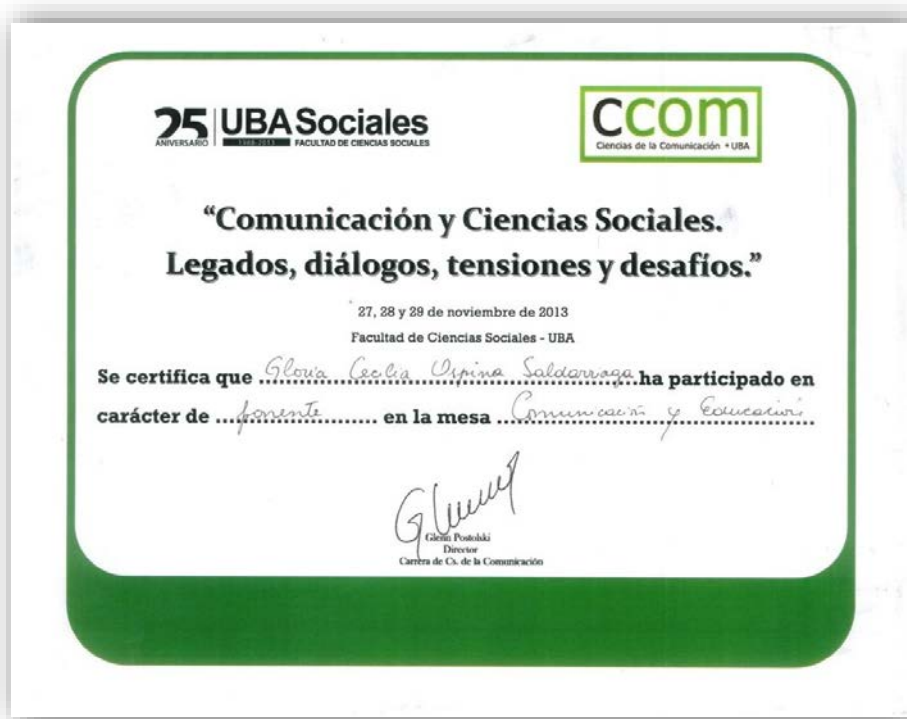 25 ANIVERSARIO UBA Sociales
1988-2013 FACULTAD DE CIENCIAS SOCIALES
ccom
Ciencias de la Comunicación • UBA
“Comunicación y Ciencias Sociales.
Legados, diálogos, tensiones y desafíos.”
27, 28 y 29 de noviembre de 2013
Facultad de Ciencias Sociales - UBA
Se certifica que Gloria Cecilia Ospina Saldarriaga ha participado en
carácter de ponente en la mesa Comunicación y Educación
Glenn Postolski
Director
Carrera de Cs. de la Comunicación